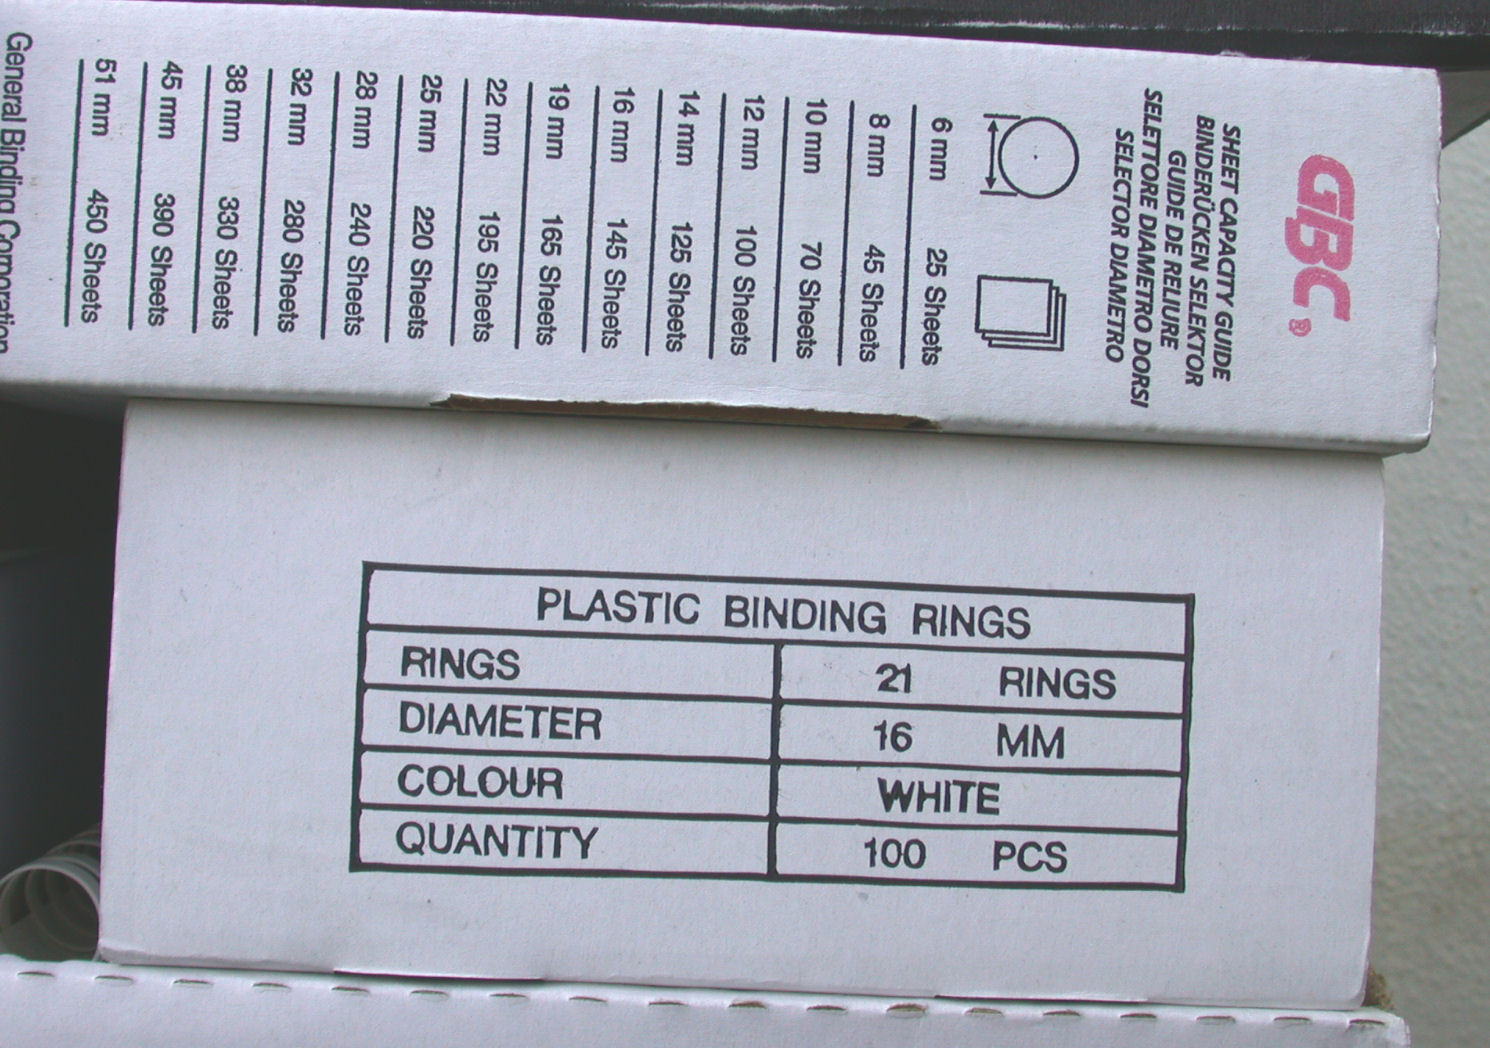 GBC®
SHEET CAPACITY GUIDE
BINDERÜCKEN SELEKTOR
GUIDE DE RELIURE
SELETTORE DIAMETRO DORSI
SELECTOR DIAMETRO
6 mm 25 Sheets
8 mm 45 Sheets
10 mm 70 Sheets
12 mm 100 Sheets
14 mm 125 Sheets
16 mm 145 Sheets
19 mm 165 Sheets
22 mm 195 Sheets
25 mm 220 Sheets
28 mm 240 Sheets
32 mm 280 Sheets
38 mm 330 Sheets
45 mm 390 Sheets
51 mm 450 Sheets
General Binding Corporation
PLASTIC BINDING RINGS
RINGS 21 RINGS
DIAMETER 16 MM
COLOUR WHITE
QUANTITY 100 PCS